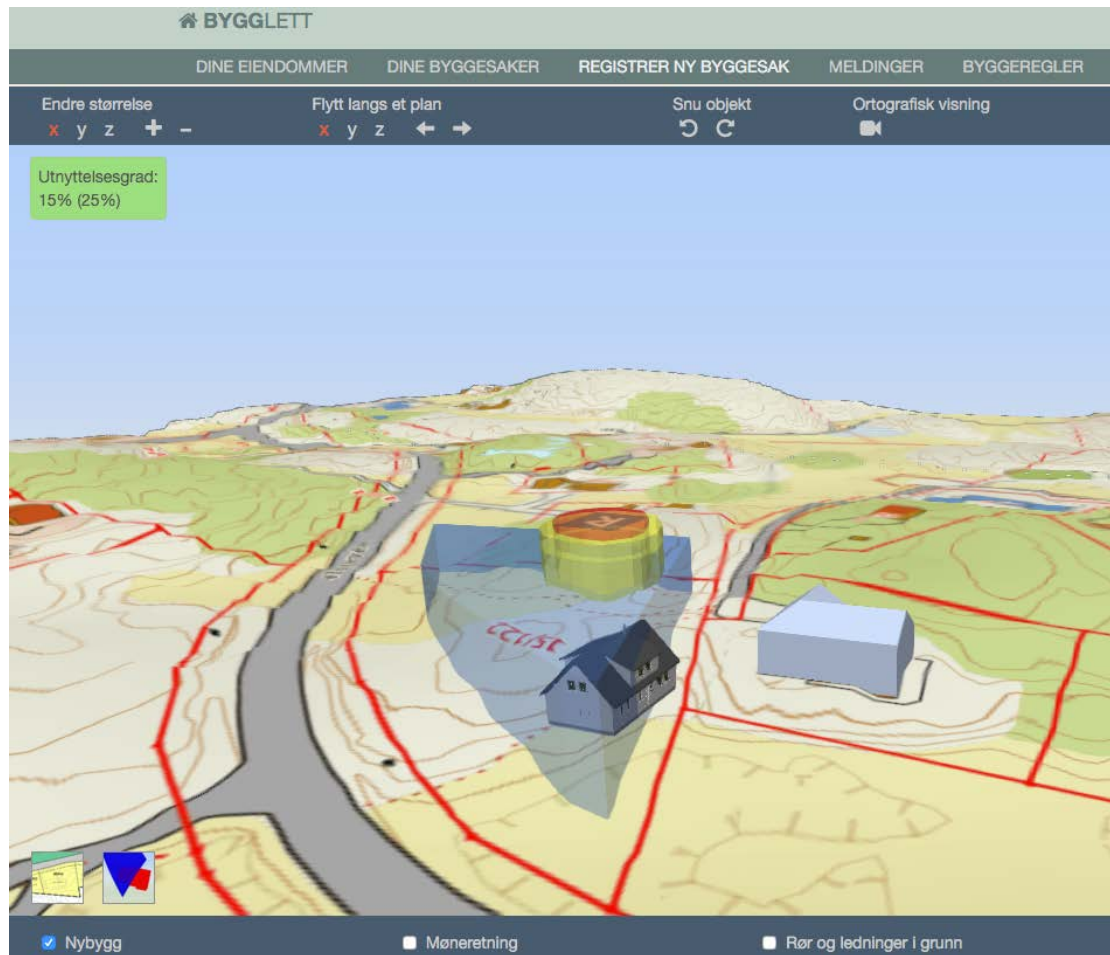 BYGGLETT
DINE EIENDOMMER DINE BYGGESAKER REGISTRER NY BYGGESAK MELDINGER BYGGEREGLER
Endre størrelse Flytt langs et plan Snu objekt Ortografisk visning
x y z + − x y z
Utnyttelsesgrad:
15% (25%)
R
Nybygg Møneretning Rør og ledninger i grunn